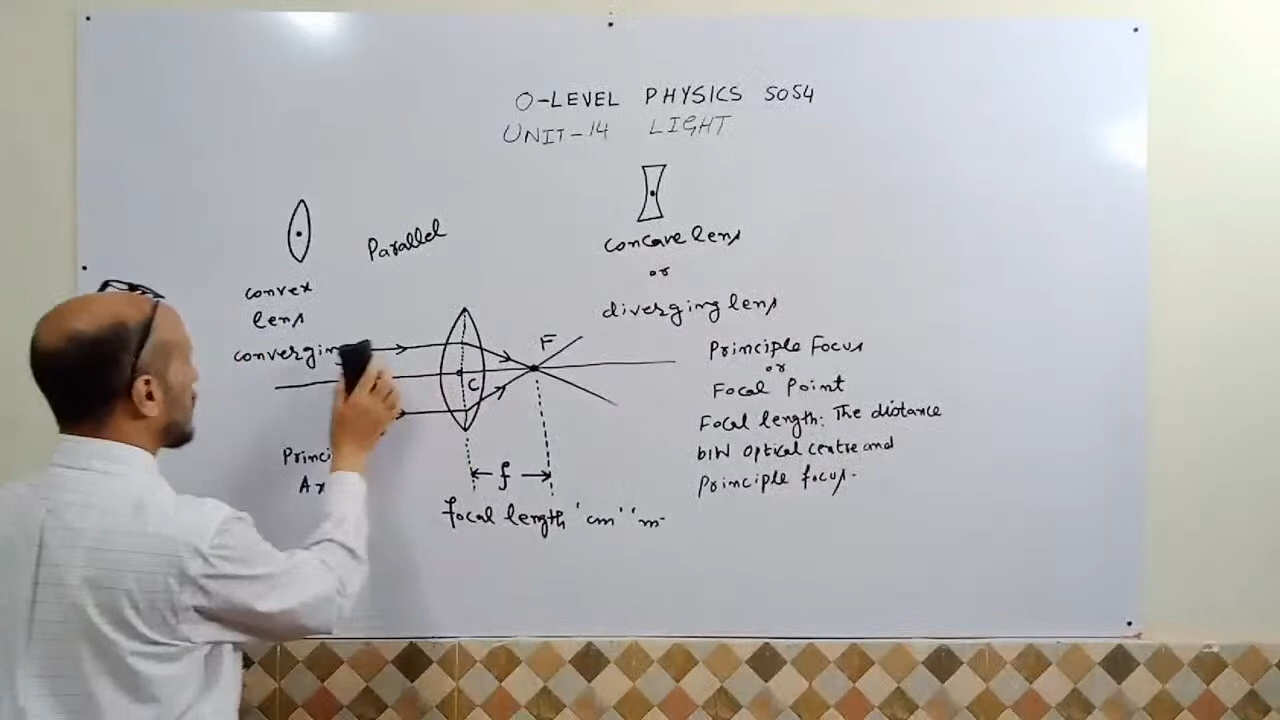 O-LEVEL PHYSICS 5054
UNIT-14 LIGHT
Parallel
convex
lens
converging
concave lens
or
diverging lens
F
C
f
focal length "cm" "m"
Principle Focus
or
Focal Point
Focal length: The distance
b/W optical centre and
Principle focus.